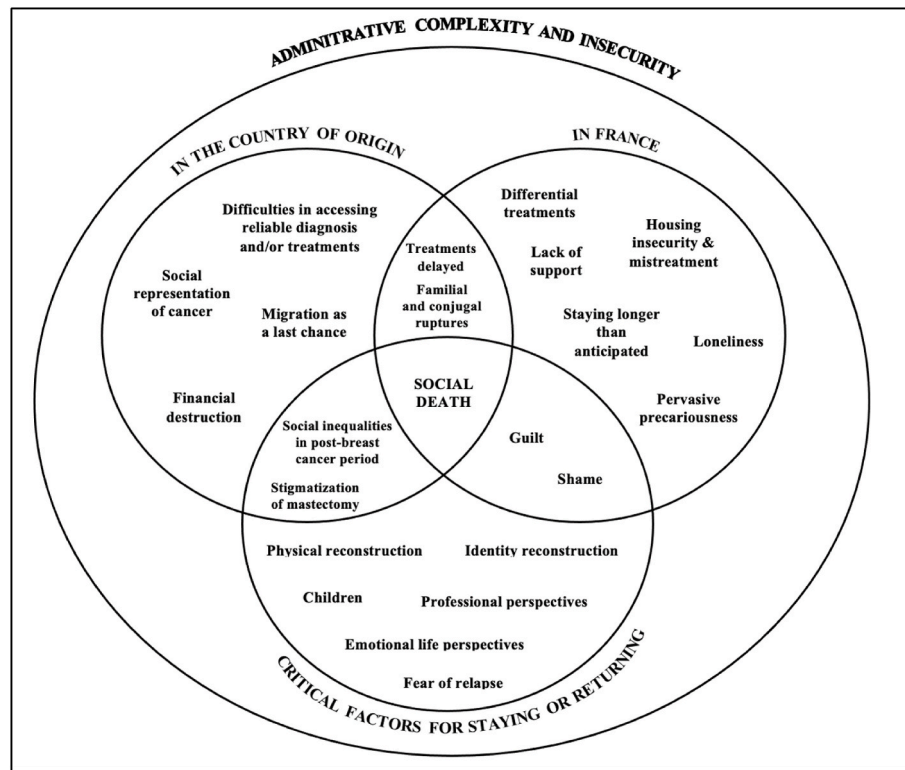 ADMINITRATIVE COMPLEXITY AND INSECURITY
IN THE COUNTRY OF ORIGIN
IN FRANCE
Difficulties in accessing
reliable diagnosis
and/or treatments
Social
representation
of cancer
Migration as
a last chance
Financial
destruction
Treatments
delayed
Familial
and conjugal
ruptures
Differential
treatments
Housing
insecurity &
mistreatment
Lack of
support
Staying longer
than
anticipated
Loneliness
Pervasive
precariousness
SOCIAL
DEATH
Social inequalities
in post-breast
cancer period
Stigmatization
of mastectomy
Guilt
Shame
Physical reconstruction
Identity reconstruction
Children
Professional perspectives
Emotional life perspectives
Fear of relapse
CRITICAL FACTORS FOR STAYING OR RETURNING